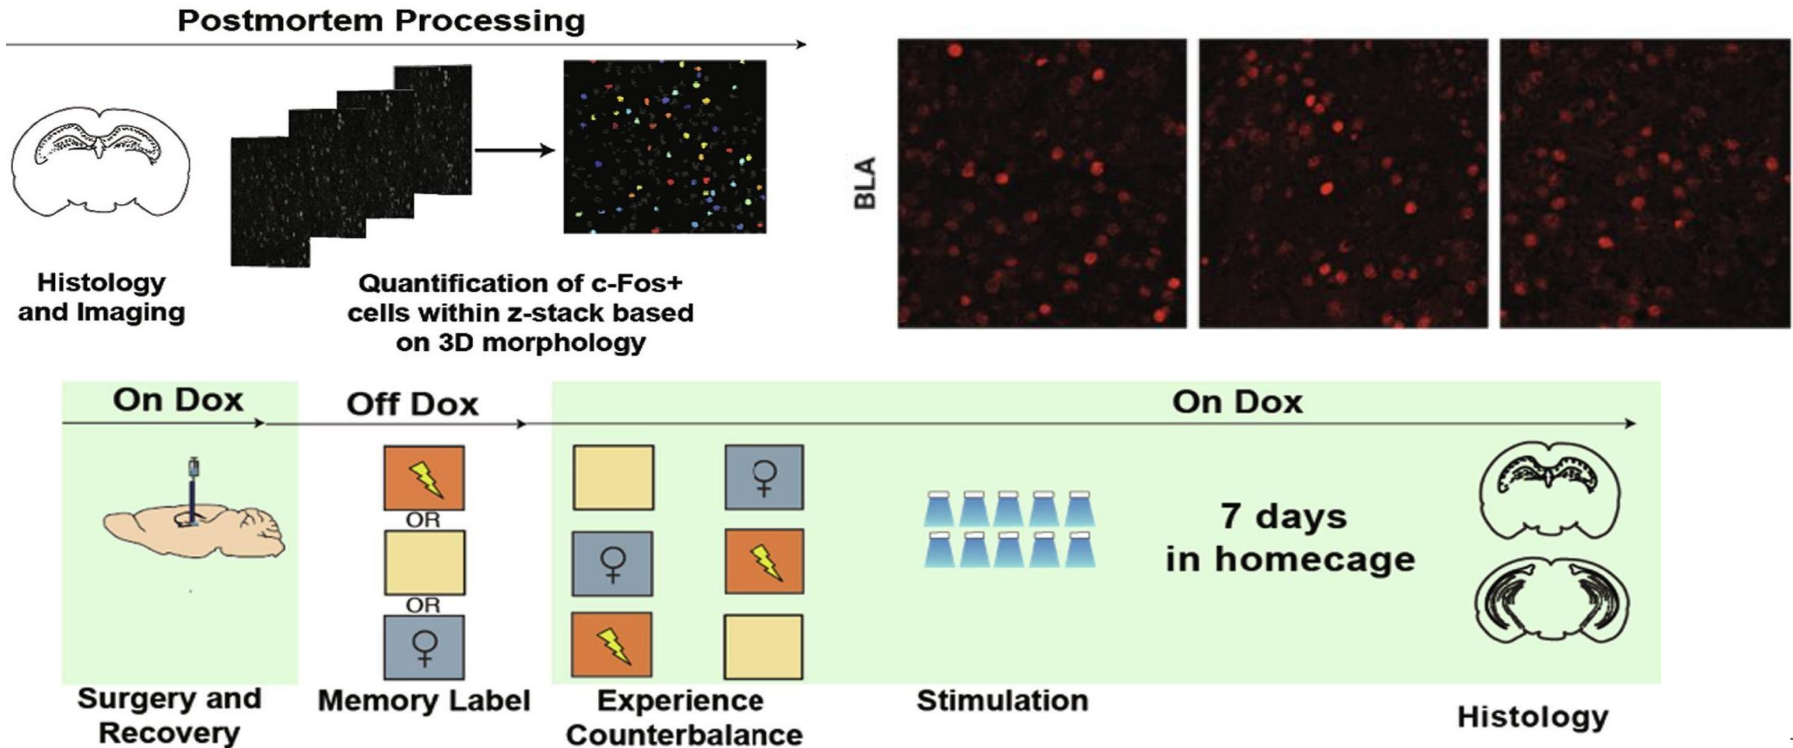 Postmortem Processing
Histology
and Imaging
Quantification of c-Fos+
cells within z-stack based
on 3D morphology
BLA
On Dox
Off Dox
On Dox
OR
OR
7 days
in homecage
Surgery and
Recovery
Memory Label
Experience
Counterbalance
Stimulation
Histology